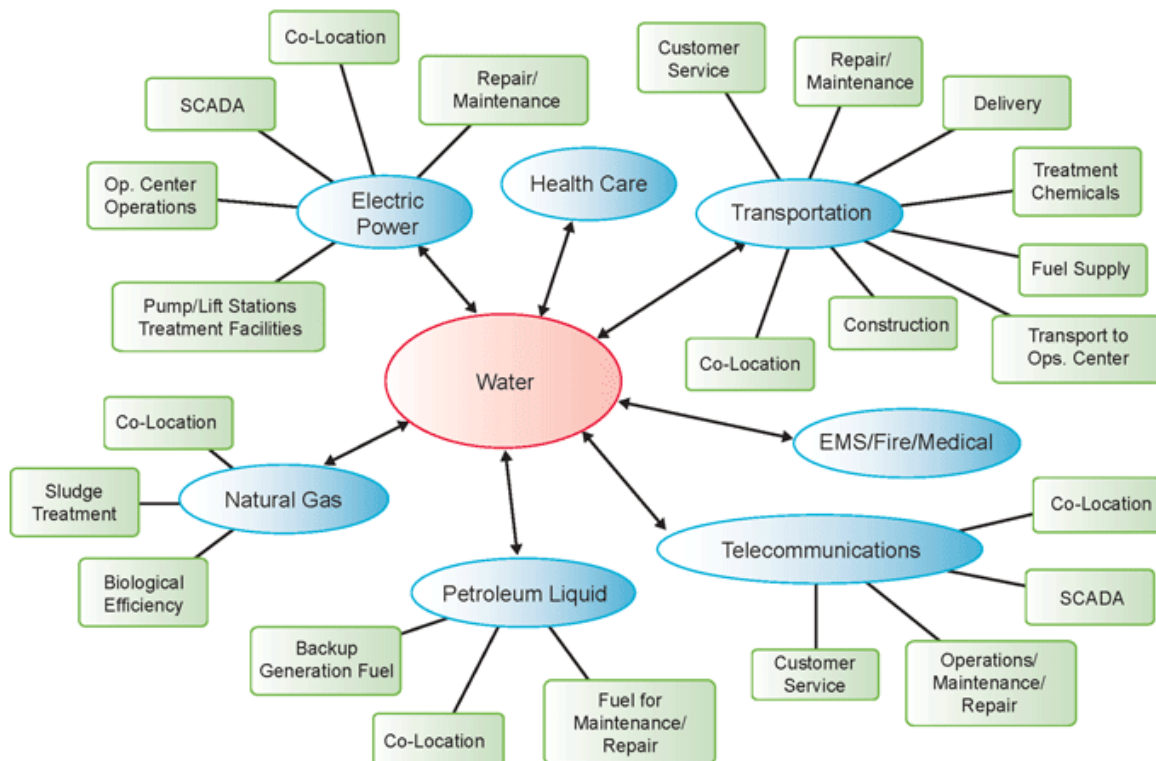 Co-Location
SCADA
Repair/
Maintenance
Op. Center
Operations
Electric
Power
Pump/Lift Stations
Treatment Facilities
Health Care
Customer
Service
Repair/
Maintenance
Delivery
Treatment
Chemicals
Transportation
Fuel Supply
Transport to
Ops. Center
Construction
Co-Location
Water
EMS/Fire/Medical
Co-Location
Sludge
Treatment
Natural Gas
Biological
Efficiency
Petroleum Liquid
Backup
Generation Fuel
Co-Location
Fuel for
Maintenance/
Repair
Telecommunications
Co-Location
SCADA
Customer
Service
Operations/
Maintenance/
Repair